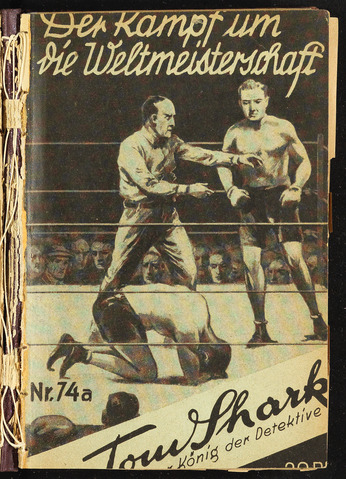 Der Kampf um
die Weltmeisterschaft
Nr. 74a
Tom Shark
König der Detektive